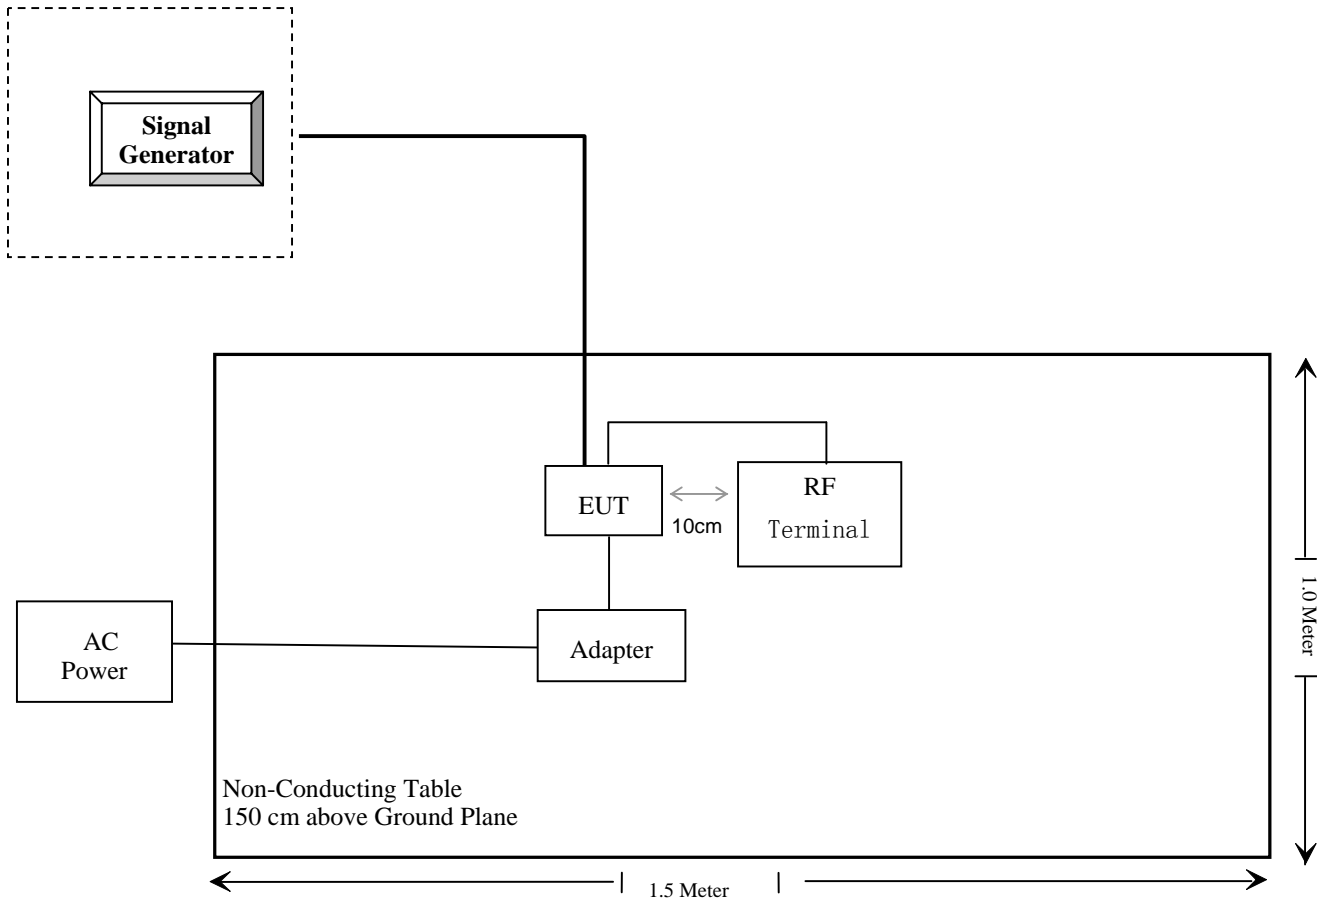 Signal
Generator
EUT
10cm
RF
Terminal
AC
Power
Adapter
1.0 Meter
Non-Conducting Table
150 cm above Ground Plane
1.5 Meter